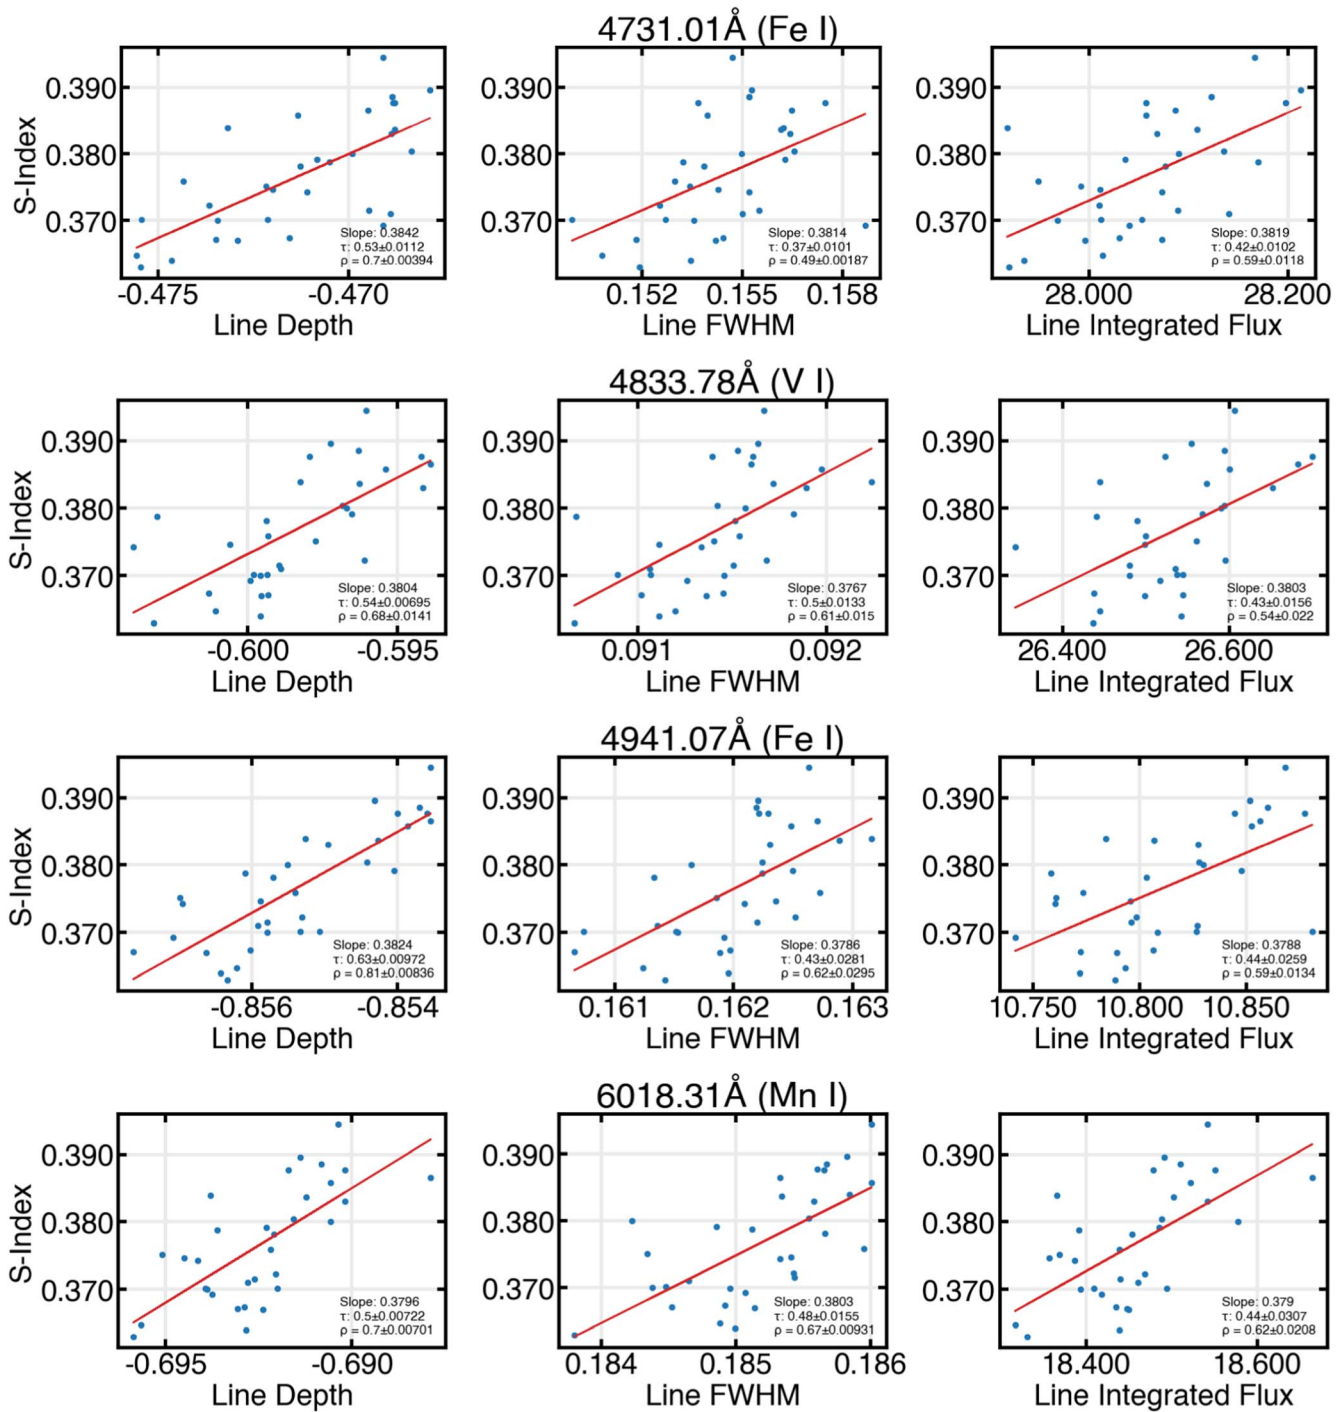 4731.01Å (Fe I)
S-Index
0.390
0.380
0.370
Slope: 0.3842
τ: 0.53±0.0112
ρ = 0.7±0.00394
-0.475
-0.470
Line Depth
0.390
0.380
0.370
Slope: 0.3814
τ: 0.37±0.0101
ρ = 0.49±0.00187
0.152
0.155
0.158
Line FWHM
0.390
0.380
0.370
Slope: 0.3819
τ: 0.42±0.0102
ρ = 0.59±0.0118
28.000
28.200
Line Integrated Flux
4833.78Å (V I)
S-Index
0.390
0.380
0.370
Slope: 0.3804
τ: 0.54±0.00695
ρ = 0.68±0.0141
-0.600
-0.595
Line Depth
0.390
0.380
0.370
Slope: 0.3767
τ: 0.5±0.0133
ρ = 0.61±0.015
0.091
0.092
Line FWHM
0.390
0.380
0.370
Slope: 0.3803
τ: 0.43±0.0156
ρ = 0.54±0.022
26.400
26.600
Line Integrated Flux
4941.07Å (Fe I)
S-Index
0.390
0.380
0.370
Slope: 0.3824
τ: 0.63±0.00972
ρ = 0.81±0.00836
-0.856
-0.854
Line Depth
0.390
0.380
0.370
Slope: 0.3786
τ: 0.43±0.0281
ρ = 0.62±0.0295
0.161
0.162
0.163
Line FWHM
0.390
0.380
0.370
Slope: 0.3788
τ: 0.44±0.0259
ρ = 0.59±0.0134
10.750
10.800
10.850
Line Integrated Flux
6018.31Å (Mn I)
S-Index
0.390
0.380
0.370
Slope: 0.3796
τ: 0.5±0.00722
ρ = 0.7±0.00701
-0.695
-0.690
Line Depth
0.390
0.380
0.370
Slope: 0.3803
τ: 0.48±0.0155
ρ = 0.67±0.00931
0.184
0.185
0.186
Line FWHM
0.390
0.380
0.370
Slope: 0.379
τ: 0.44±0.0307
ρ = 0.62±0.0208
18.400
18.600
Line Integrated Flux